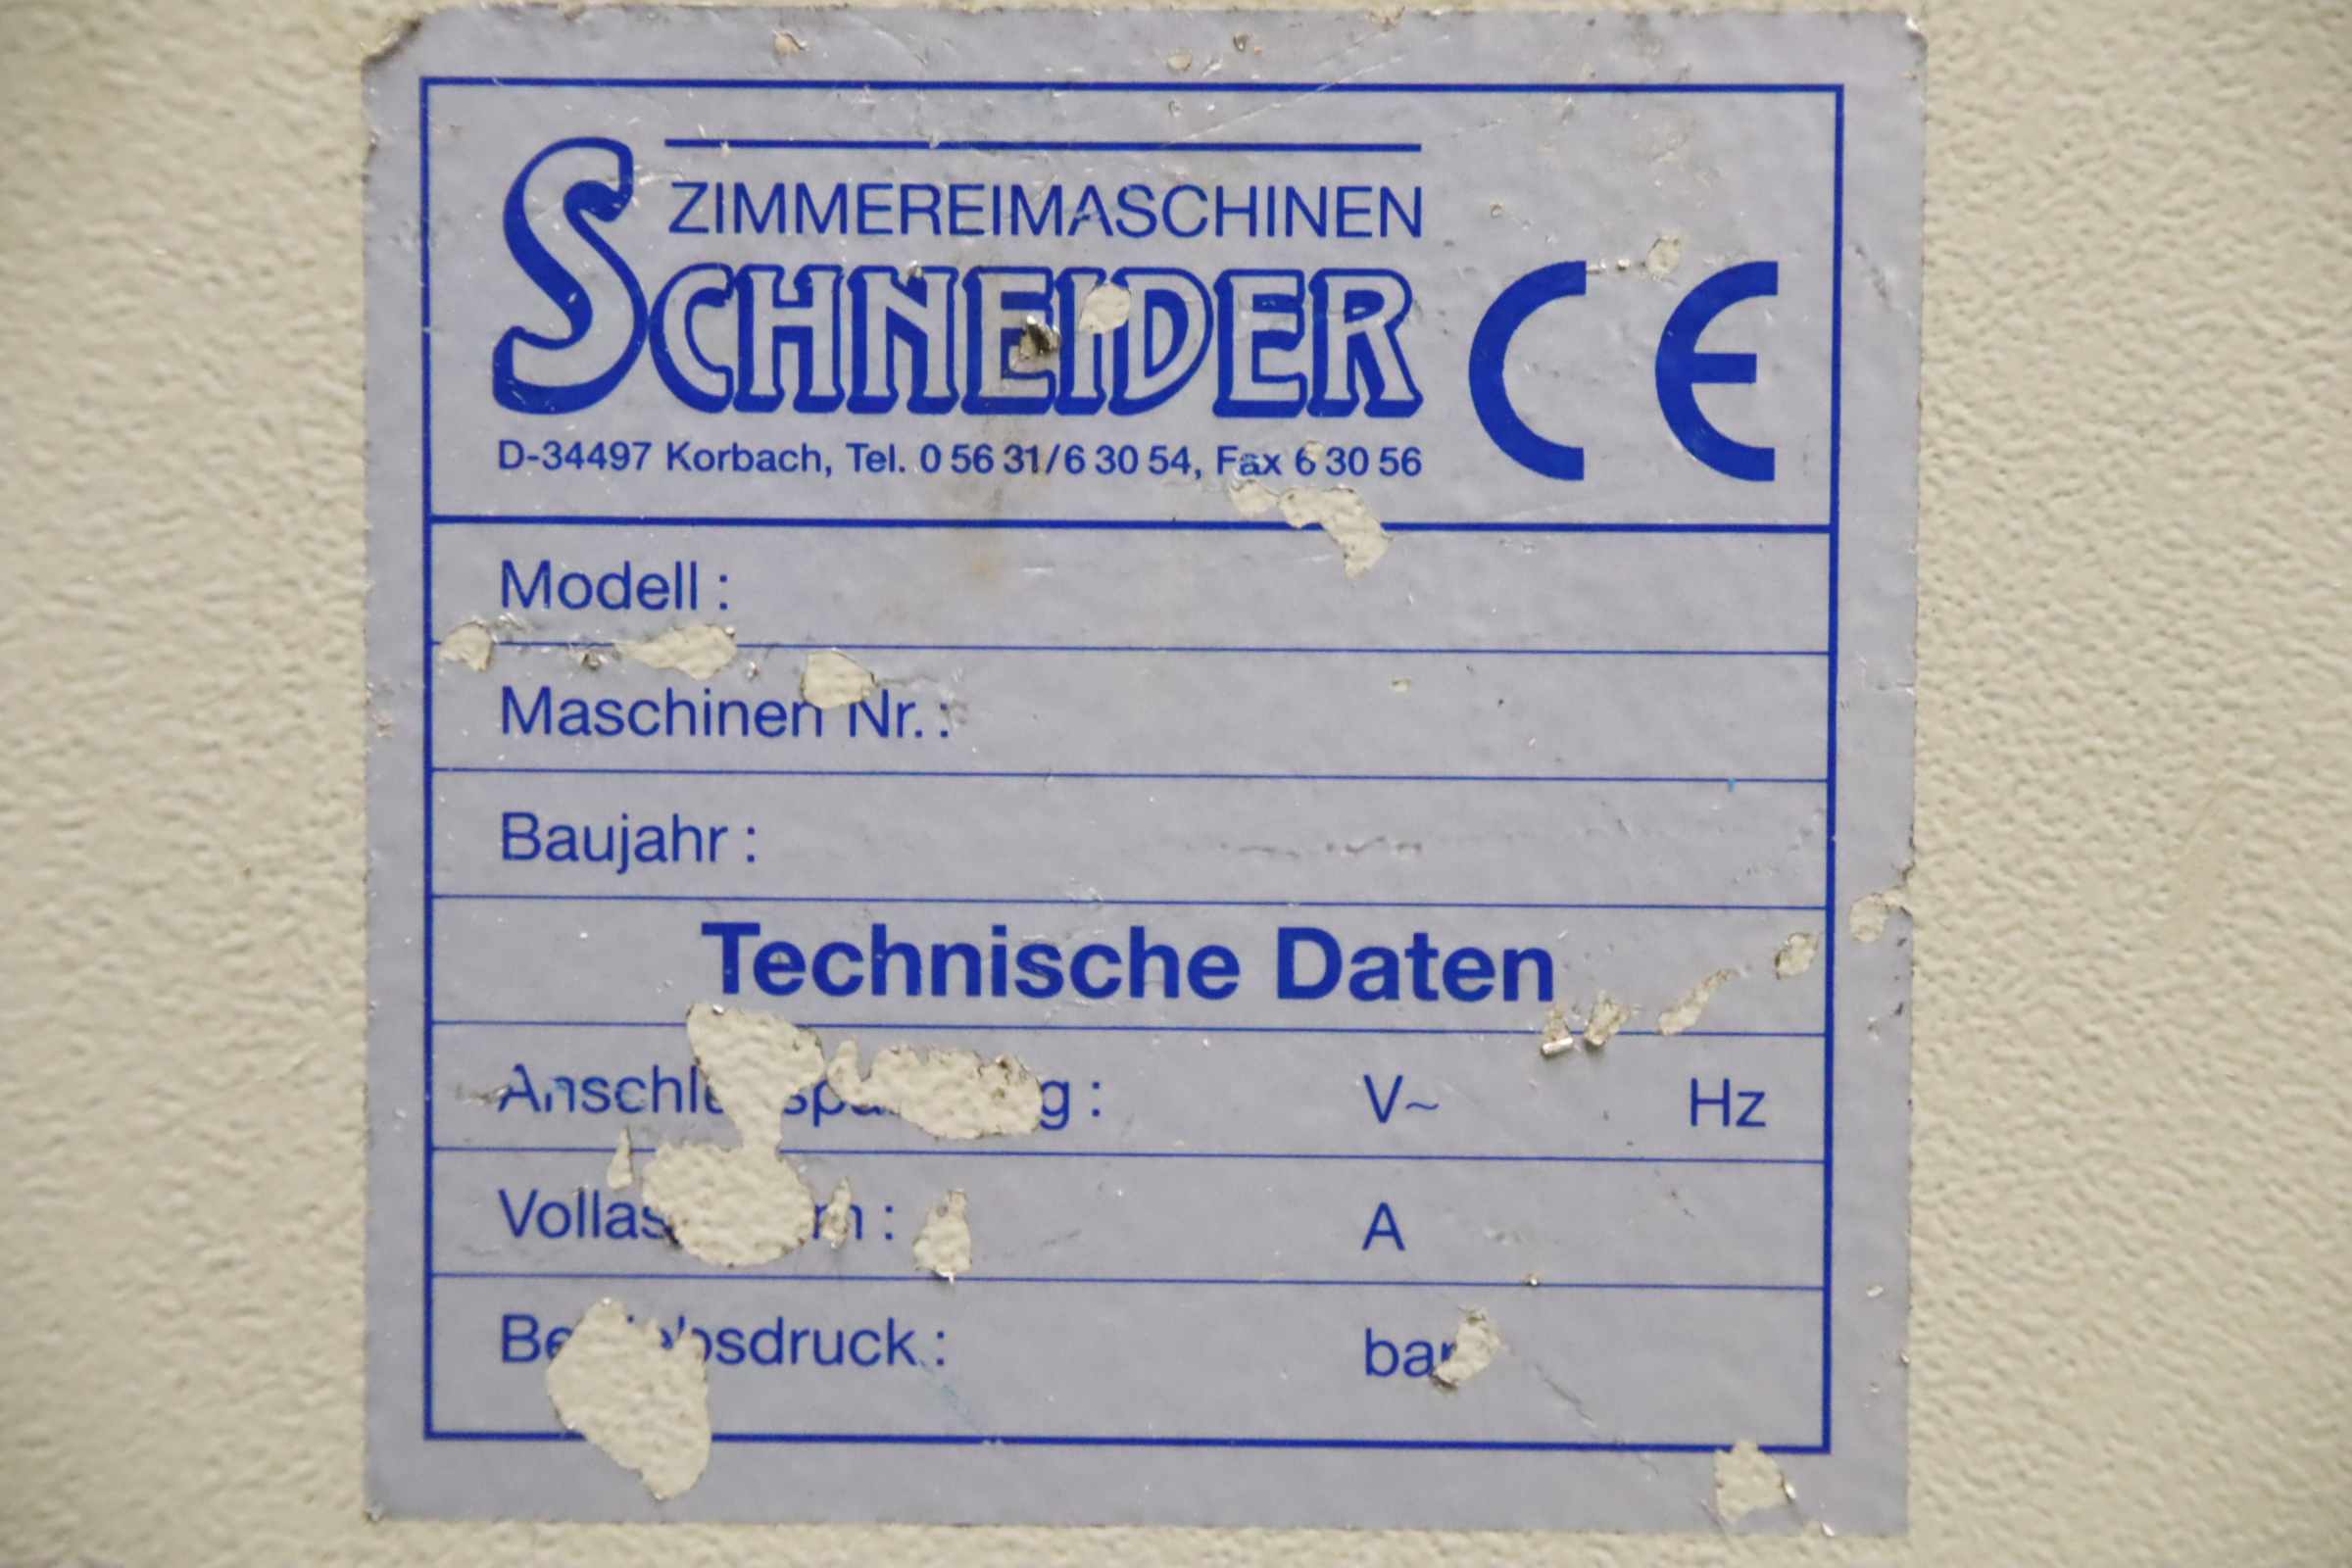 ZIMMEREIMASCHINEN
SCHNEIDER CE
D-34497 Korbach, Tel. 0 56 31/6 30 54, Fax 6 30 56
Modell :
Maschinen Nr. :
Baujahr :
Technische Daten
V~ Hz
A
bar